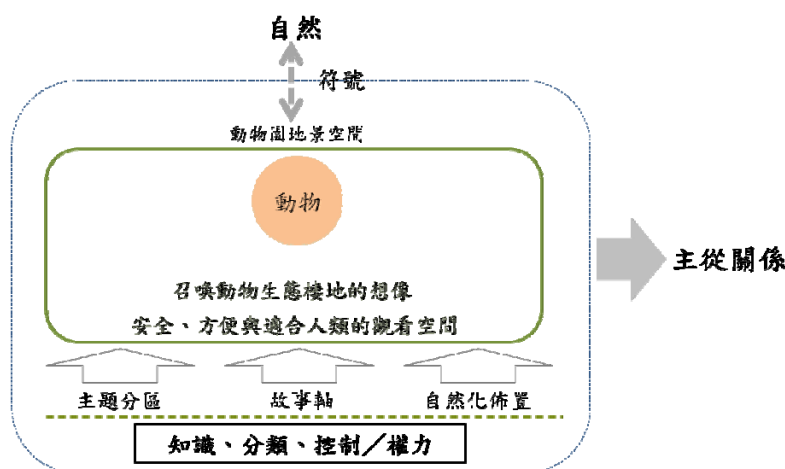 自然
符號
動物園地景空間
動物
召喚動物生態棲地的想像
安全、方便與適合人類的觀看空間
主從關係
主題分區
故事軸
自然化佈置
知識、分類、控制／權力